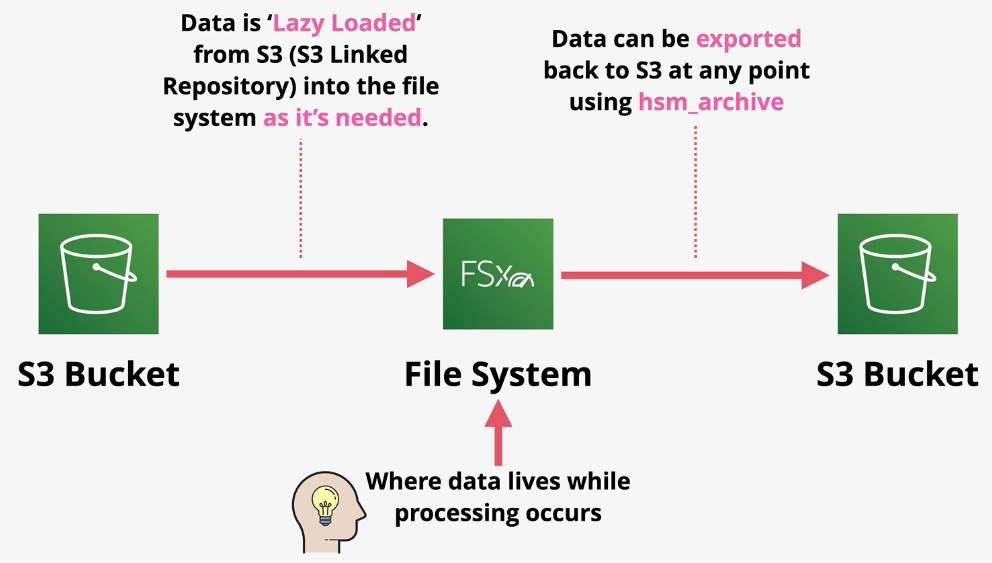 Data is ‘Lazy Loaded’
from S3 (S3 Linked
Repository) into the file
system as it’s needed.
Data can be exported
back to S3 at any point
using hsm_archive
FSx
S3 Bucket
File System
S3 Bucket
Where data lives while
processing occurs